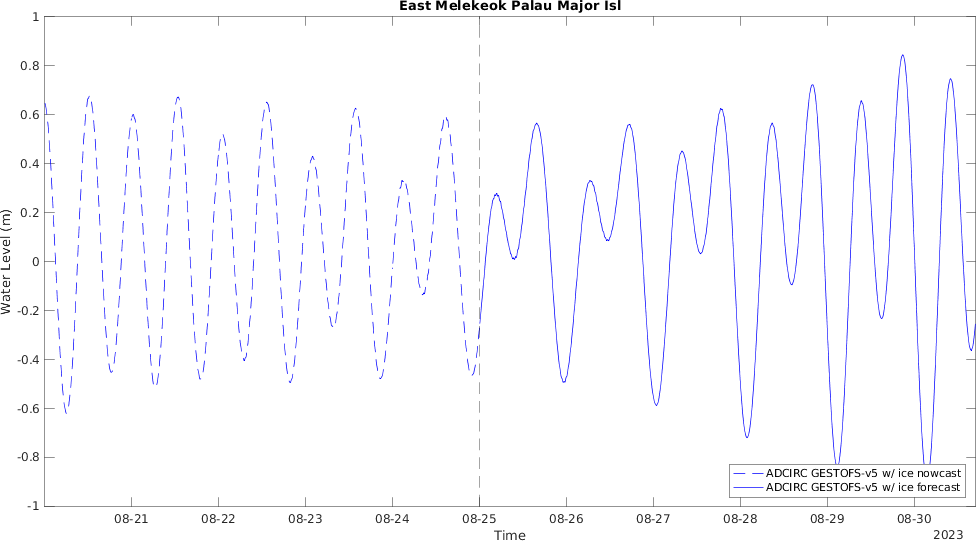 East Melekeok Palau Major Isl
1
0.8
0.6
0.4
0.2
0
-0.2
-0.4
-0.6
-0.8
-1
Water Level (m)
ADCIRC GESTOFS-v5 w/ ice nowcast
ADCIRC GESTOFS-v5 w/ ice forecast
08-21 08-22 08-23 08-24 08-25 08-26 08-27 08-28 08-29 08-30
Time
2023